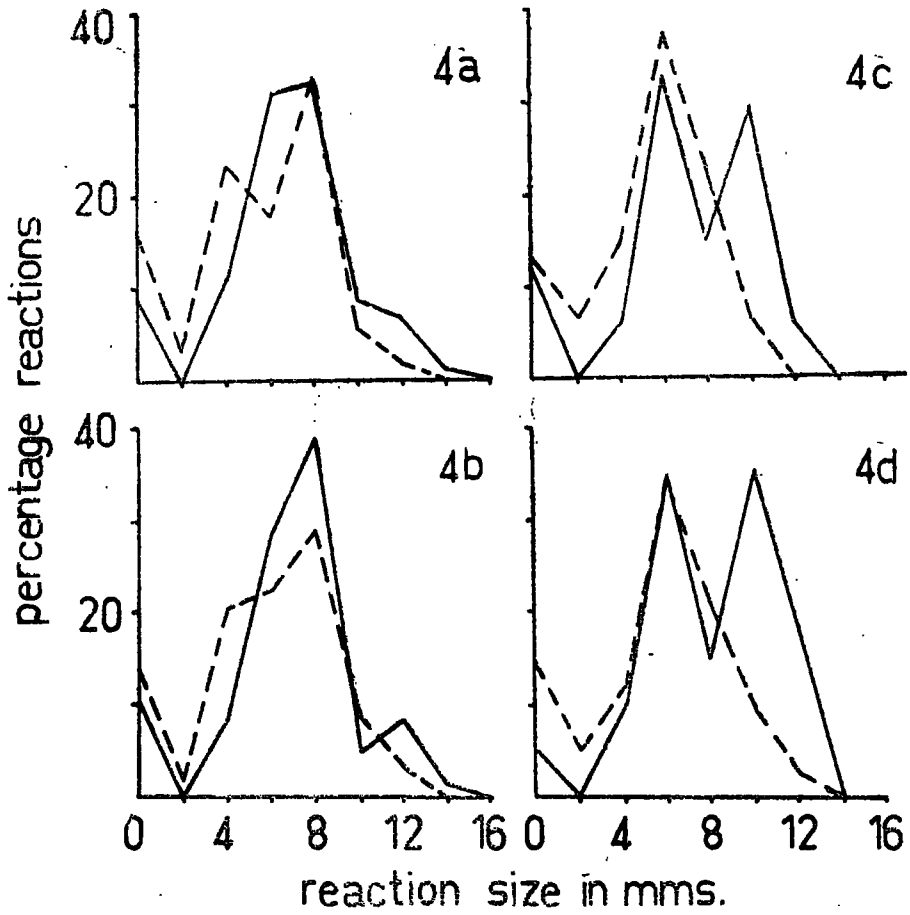 percentage reactions
40
20
4a
4c
40
20
4b
4d
0 4 8 12 16
0 4 8 12 16
reaction size in mms.